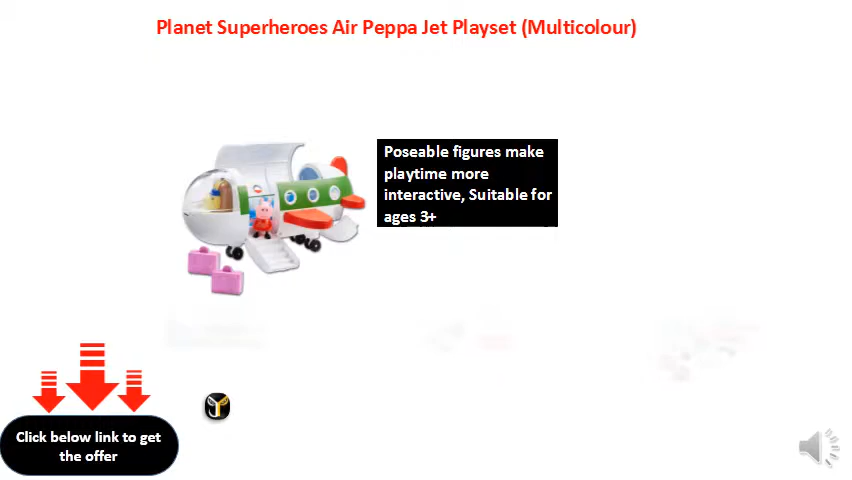 Planet Superheroes Air Peppa Jet Playset (Multicolour)
Poseable figures make
playtime more
interactive, Suitable for
ages 3+
Click below link to get
the offer